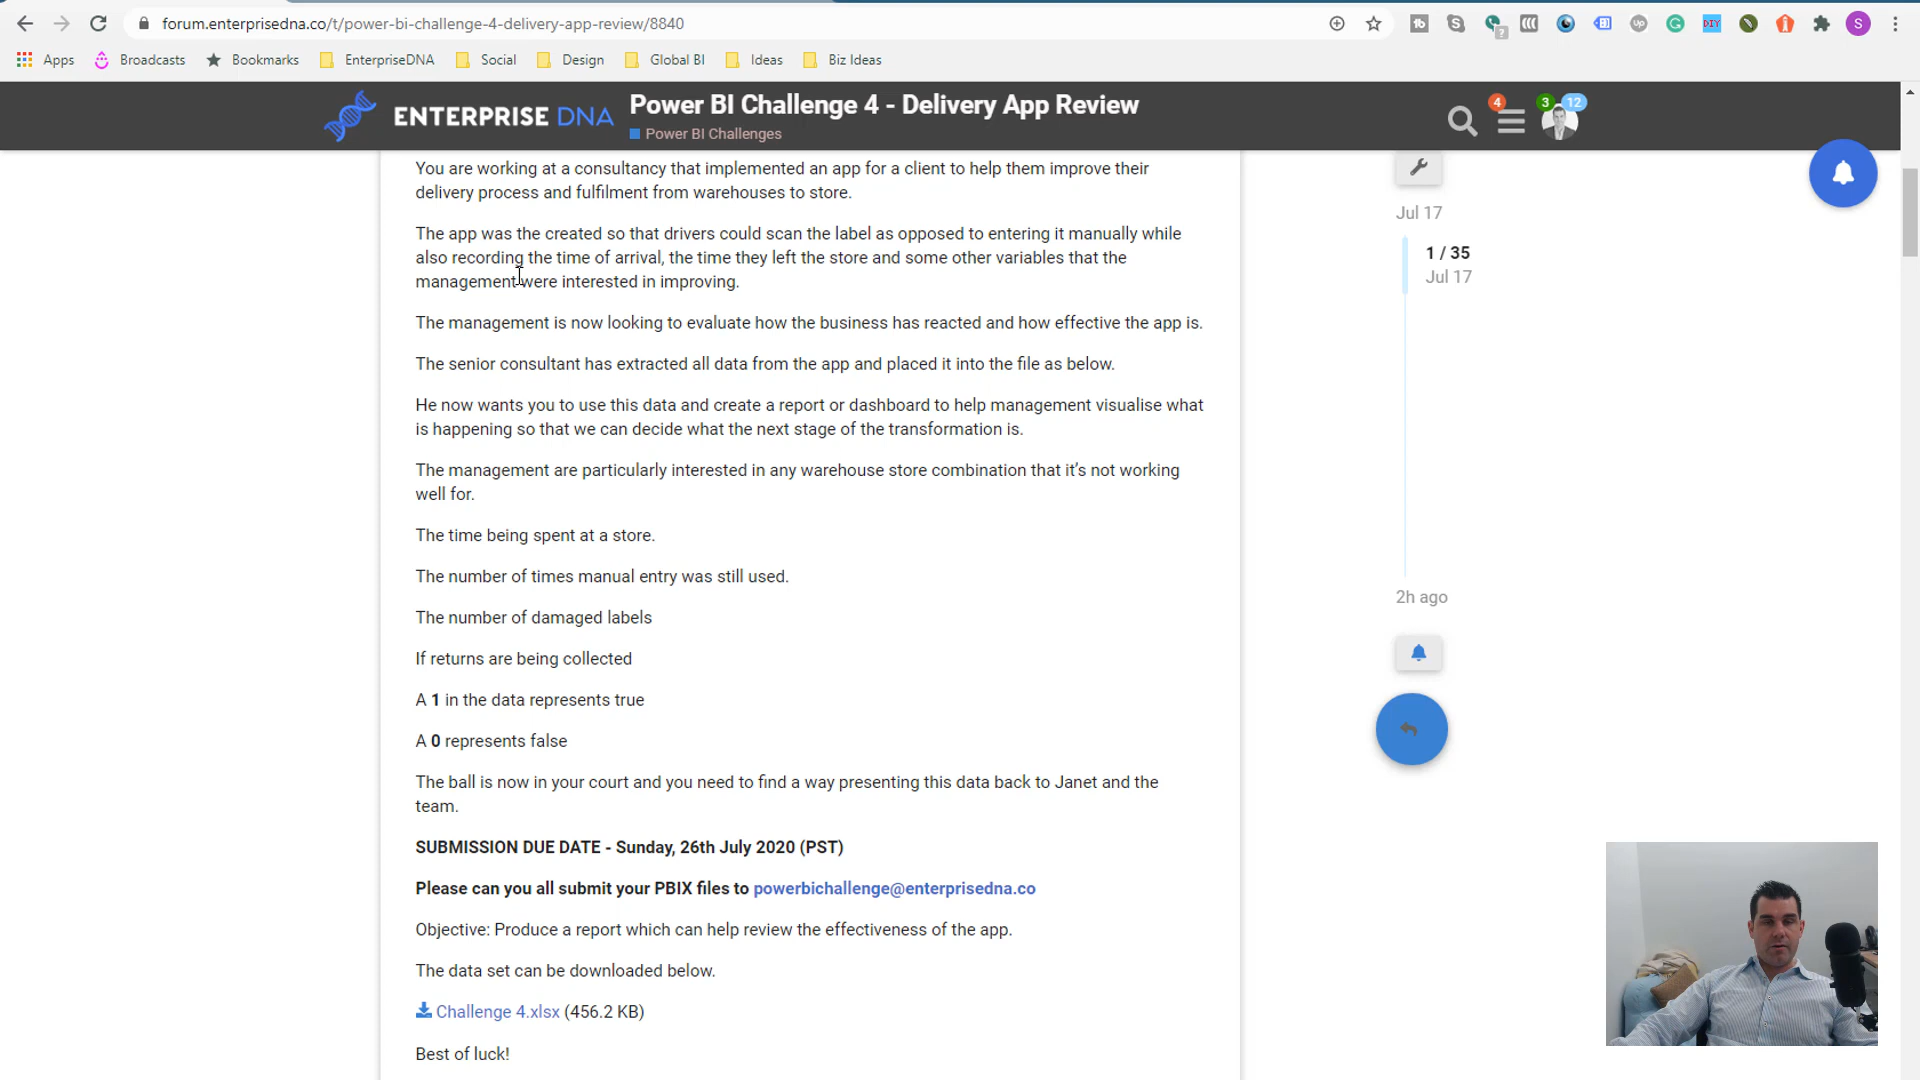 forum.enterprisedna.co/t/power-bi-challenge-4-delivery-app-review/8840
Apps Broadcasts Bookmarks EnterpriseDNA Social Design Global BI Ideas Biz Ideas
ENTERPRISE DNA
Power BI Challenge 4 - Delivery App Review
Power BI Challenges
4
3
12
You are working at a consultancy that implemented an app for a client to help them improve their
delivery process and fulfilment from warehouses to store.
The app was the created so that drivers could scan the label as opposed to entering it manually while
also recording the time of arrival, the time they left the store and some other variables that the
management were interested in improving.
The management is now looking to evaluate how the business has reacted and how effective the app is.
The senior consultant has extracted all data from the app and placed it into the file as below.
He now wants you to use this data and create a report or dashboard to help management visualise what
is happening so that we can decide what the next stage of the transformation is.
The management are particularly interested in any warehouse store combination that it’s not working
well for.
The time being spent at a store.
The number of times manual entry was still used.
The number of damaged labels
If returns are being collected
A 1 in the data represents true
A 0 represents false
The ball is now in your court and you need to find a way presenting this data back to Janet and the
team.
SUBMISSION DUE DATE - Sunday, 26th July 2020 (PST)
Please can you all submit your PBIX files to powerbichallenge@enterprisedna.co
Objective: Produce a report which can help review the effectiveness of the app.
The data set can be downloaded below.
Challenge 4.xlsx (456.2 KB)
Best of luck!
Jul 17
1 / 35
Jul 17
2h ago